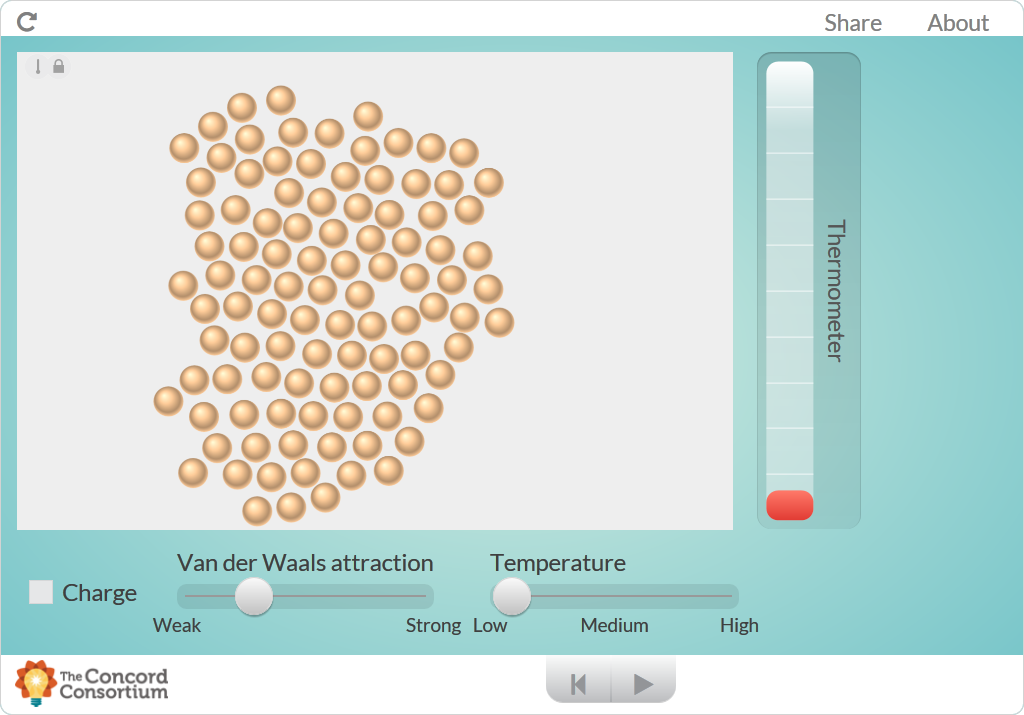 Share About
Thermometer
Van der Waals attraction Temperature
Charge
Weak Strong Low Medium High
The Concord
Consortium